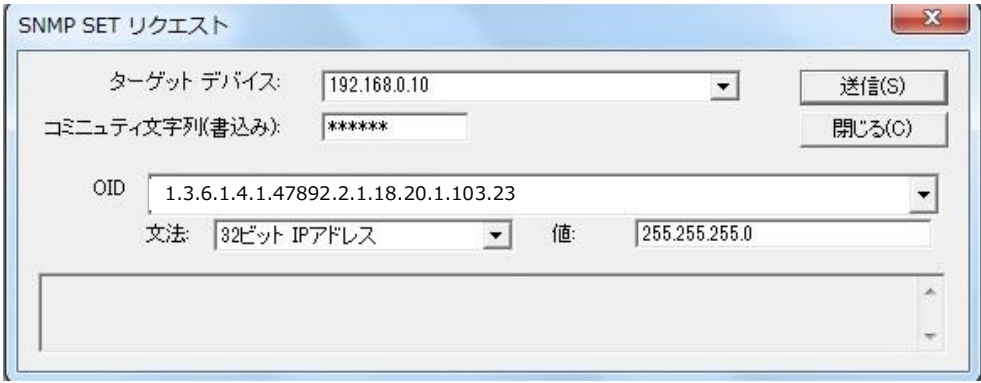 SNMP SET リクエスト
ターゲット デバイス: 192.168.0.10 送信(S)
コミュニティ文字列(書込み): ****** 閉じる(C)
OID 1.3.6.1.4.1.47892.2.1.18.20.1.103.23
文法: 32ビット IPアドレス 値: 255.255.255.0